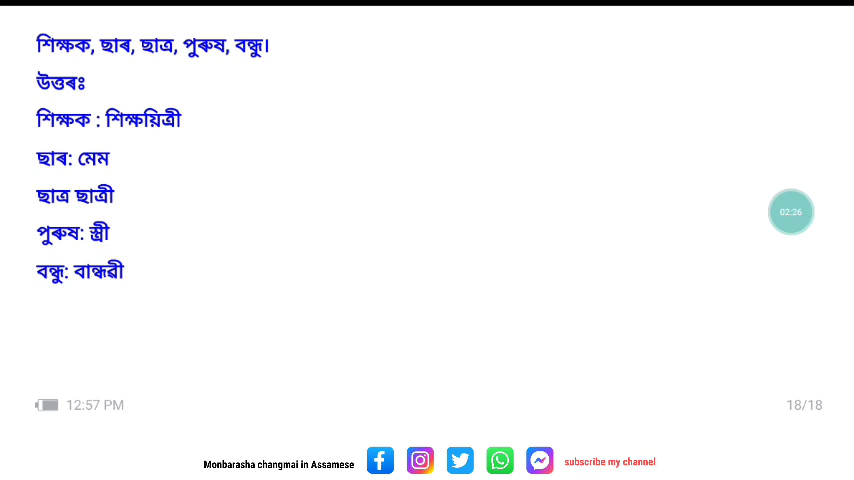 শিক্ষক, ছাৰ, ছাত্ৰ, পুৰুষ, বন্ধু।
উত্তৰঃ
শিক্ষক : শিক্ষয়িত্ৰী
ছাৰ: মেম
ছাত্ৰ ছাত্ৰী
পুৰুষ: স্ত্ৰী
বন্ধু: বান্ধৱী
02:26
12:57 PM
18/18
Monbarasha changmai in Assamese
subscribe my channel